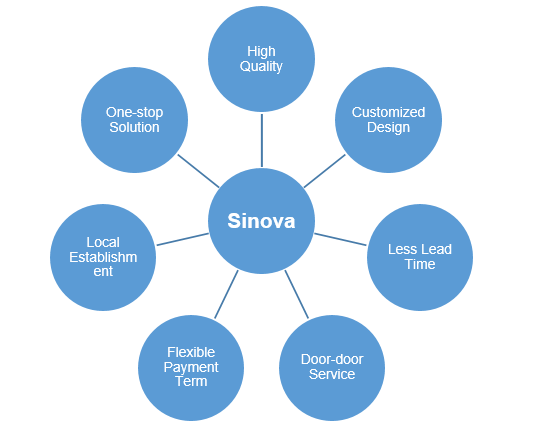 High
Quality
One-stop
Solution
Customized
Design
Sinova
Local
Establishm
ent
Less Lead
Time
Flexible
Payment
Term
Door-door
Service